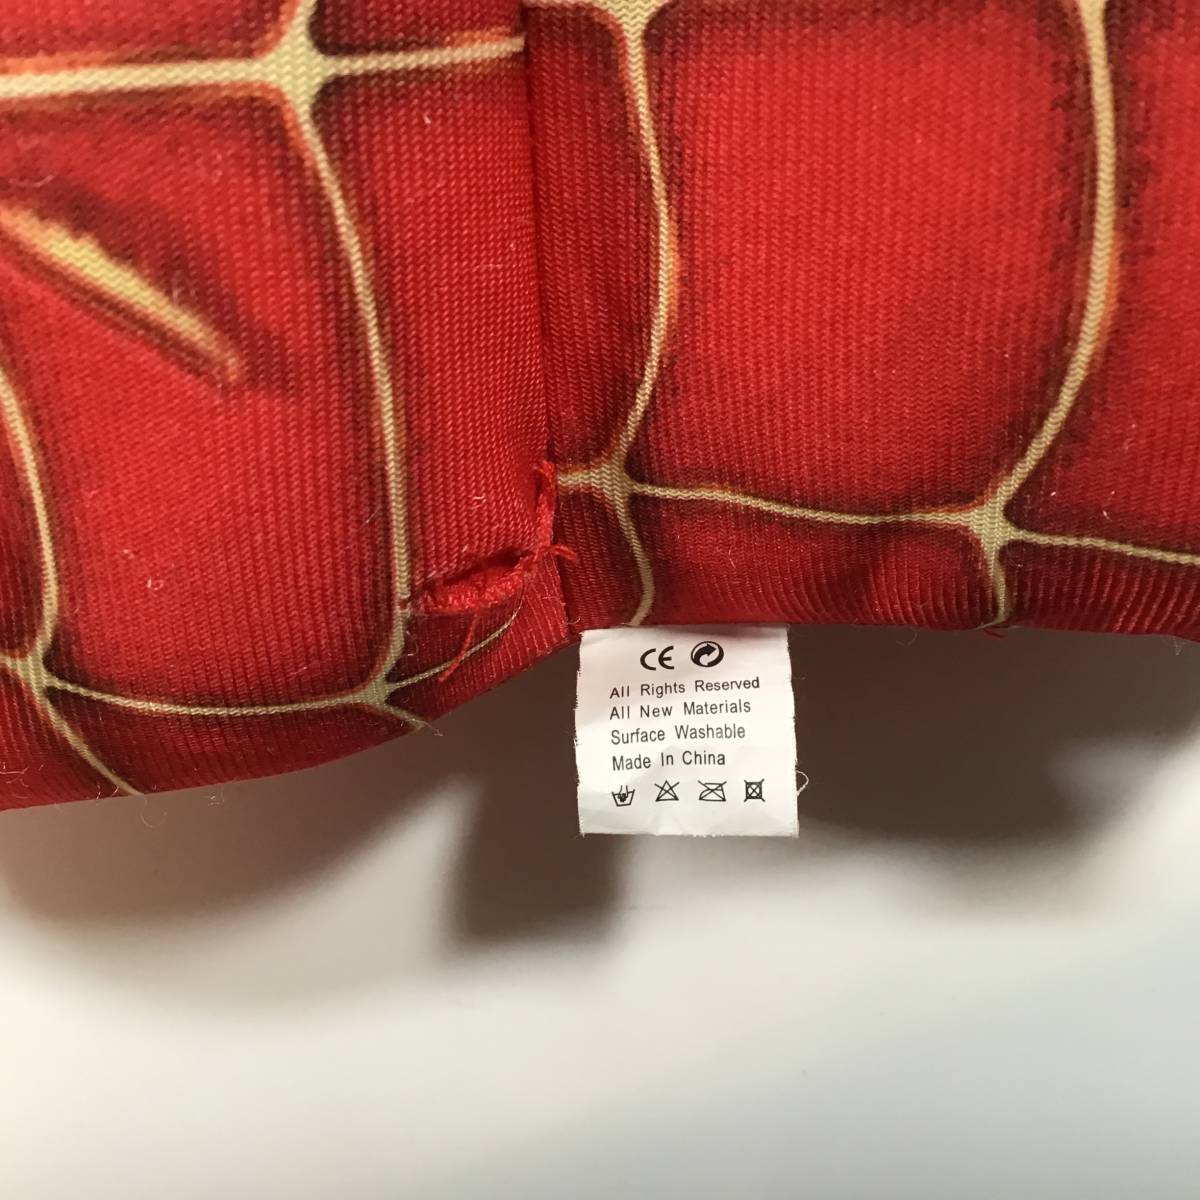 CE
All Rights Reserved
All New Materials
Surface Washable
Made In China